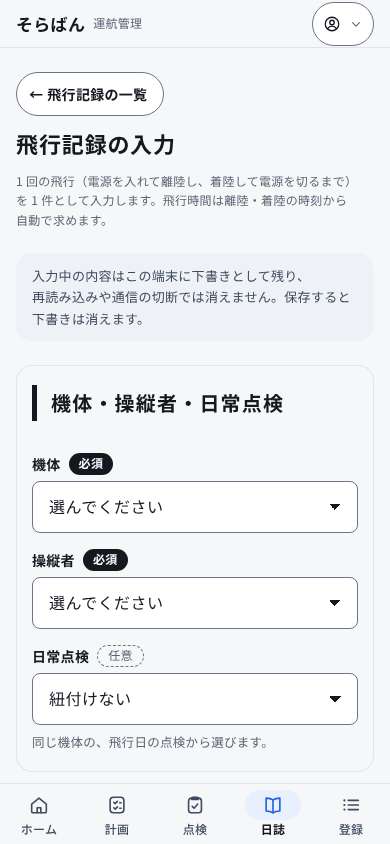 そらばん 運航管理
← 飛行記録の一覧
飛行記録の入力
1 回の飛行（電源を入れて離陸し、着陸して電源を切るまで）
を 1 件として入力します。飛行時間は離陸・着陸の時刻から
自動で求めます。
入力中の内容はこの端末に下書きとして残り、
再読み込みや通信の切断では消えません。保存すると
下書きは消えます。
機体・操縦者・日常点検
機体 必須
選んでください
操縦者 必須
選んでください
日常点検 任意
紐付けない
同じ機体の、飛行日の点検から選びます。
ホーム 計画 点検 日誌 登録